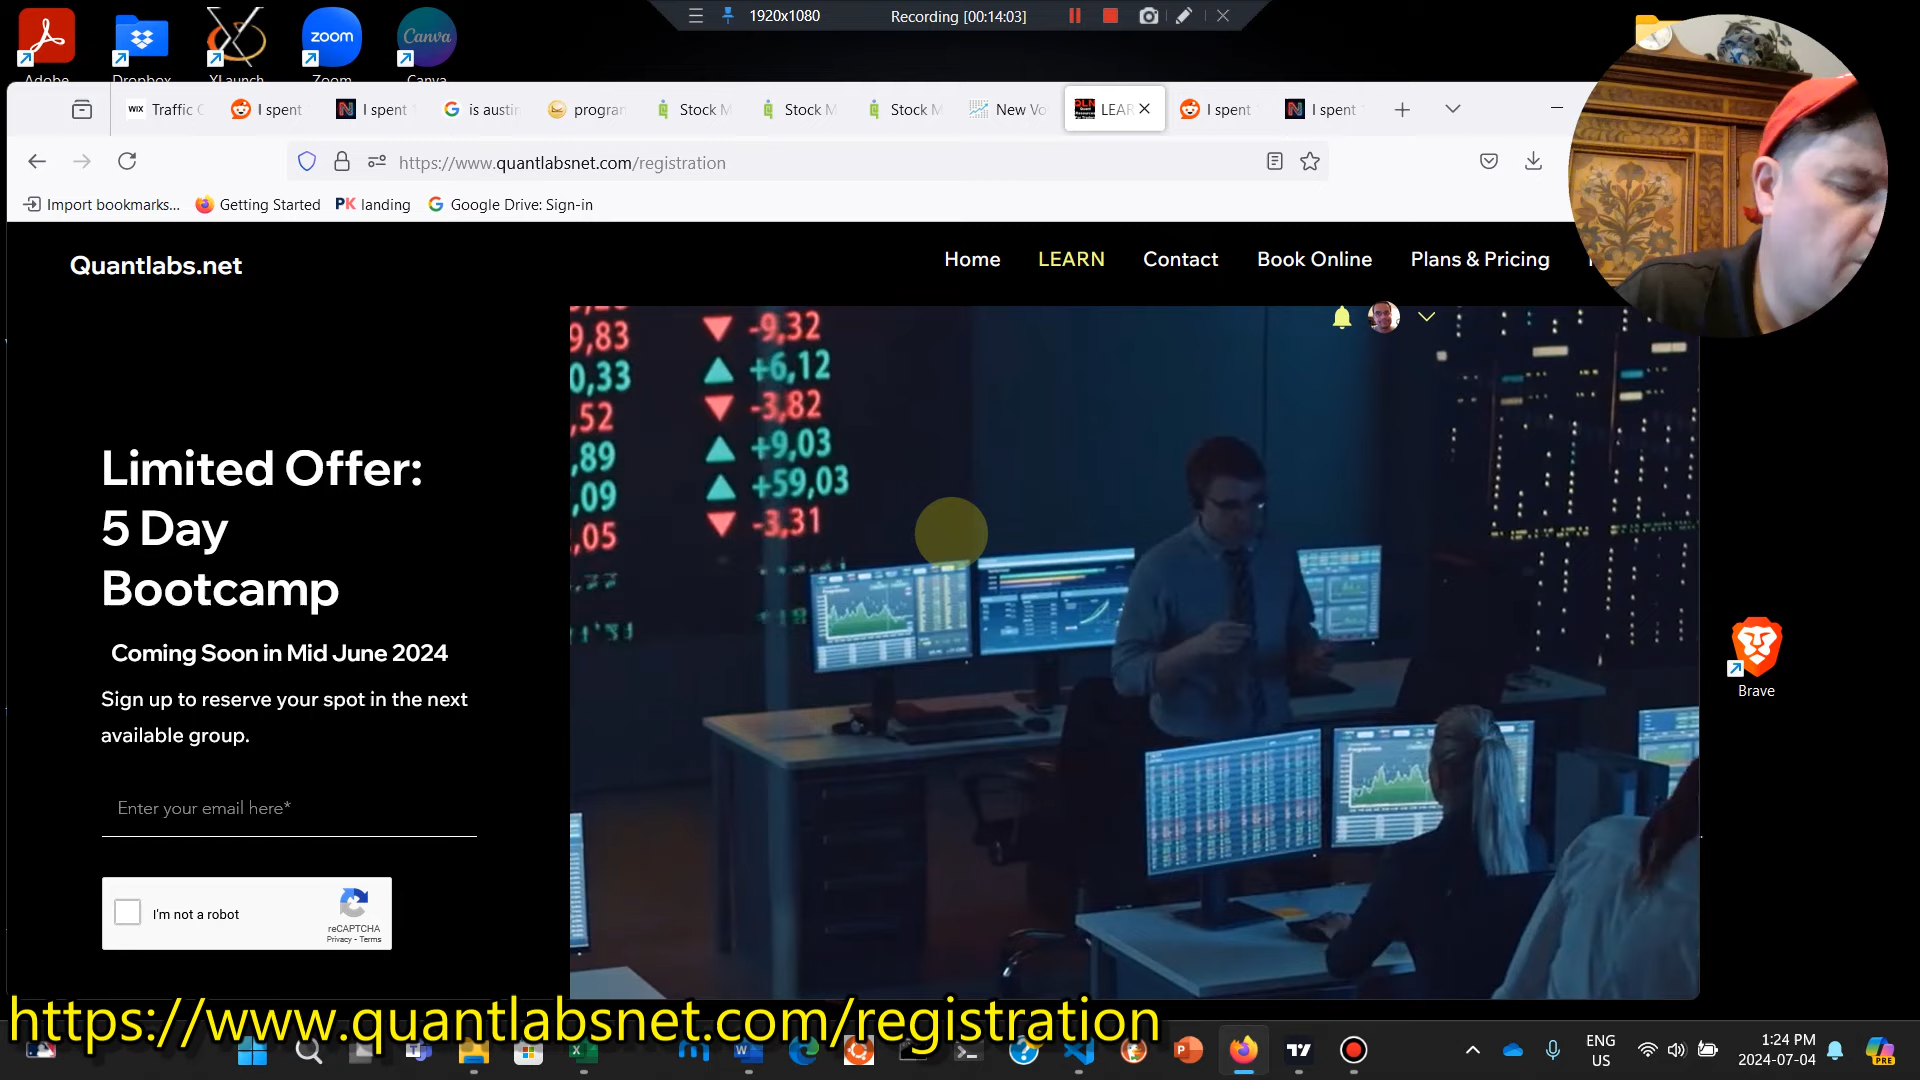 1920x1080
Recording [00:14:03]
Adobe
Dropbox
XLaunch
Zoom
Canva
WIX Traffic
I spent
I spent
is austin
program
Stock M
Stock M
Stock M
New Vo
LEAR
I spent
I spent
https://www.quantlabsnet.com/registration
Import bookmarks...
Getting Started
PK landing
Google Drive: Sign-in
Quantlabs.net
Home
LEARN
Contact
Book Online
Plans & Pricing
9,83
-9,32
0,33
+6,12
,52
-3,82
,89
+9,03
,09
+59,03
,05
-3,31
Limited Offer:
5 Day
Bootcamp
Coming Soon in Mid June 2024
Sign up to reserve your spot in the next
available group.
Enter your email here*
I'm not a robot
reCAPTCHA
Privacy - Terms
Brave
https://www.quantlabsnet.com/registration
ENG
US
1:24 PM
2024-07-04